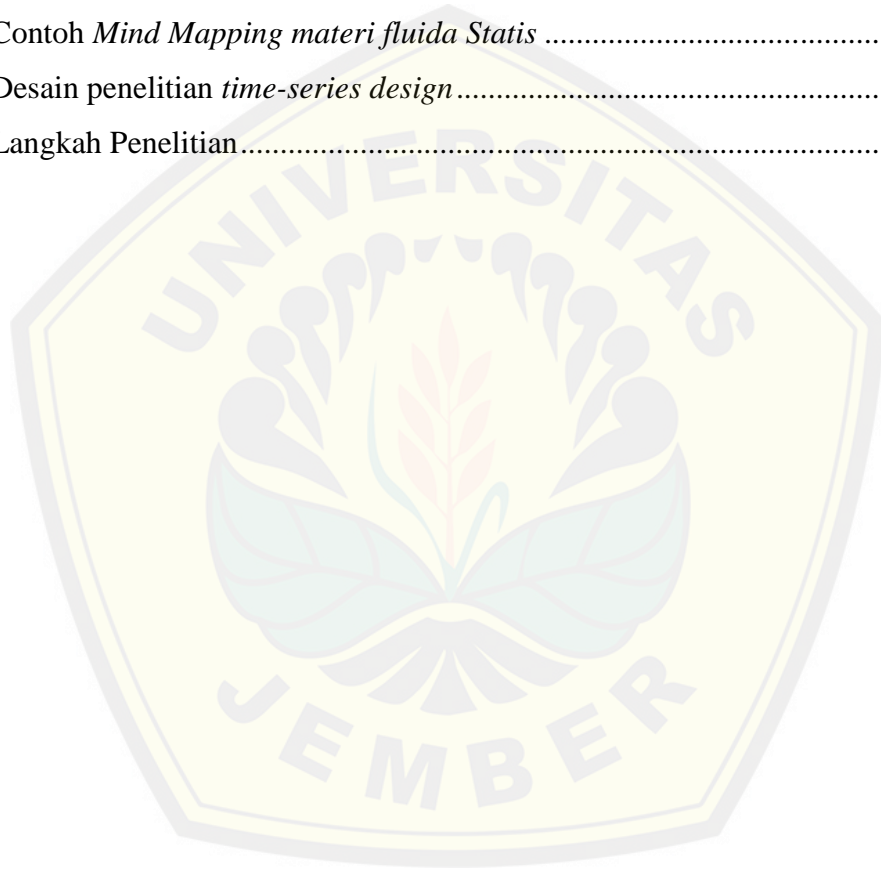 Contoh Mind Mapping materi fluida Statis ..........................................
Desain penelitian time-series design.....................................................
Langkah Penelitian................................................................................
UNIVERSITAS
JEMBER